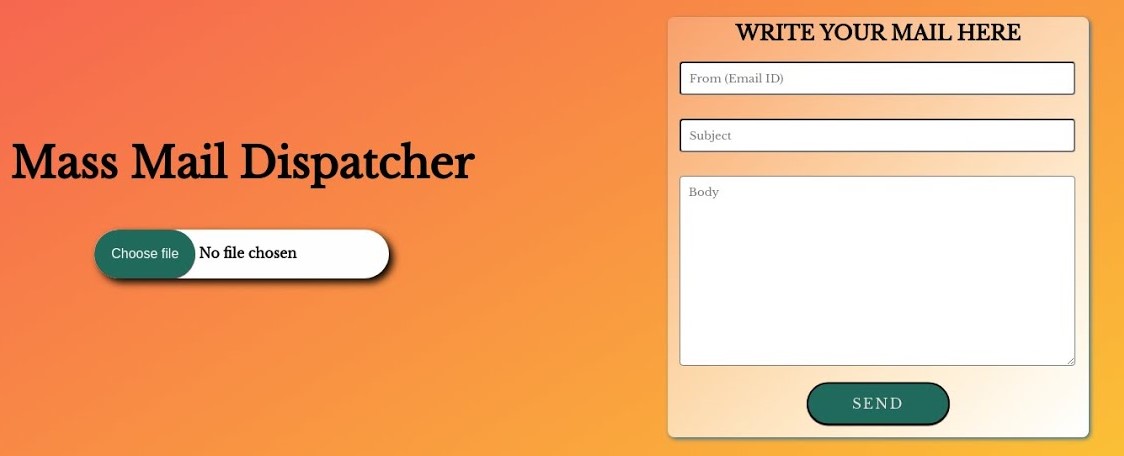 Mass Mail Dispatcher
Choose file No file chosen
WRITE YOUR MAIL HERE
From (Email ID)
Subject
Body
SEND